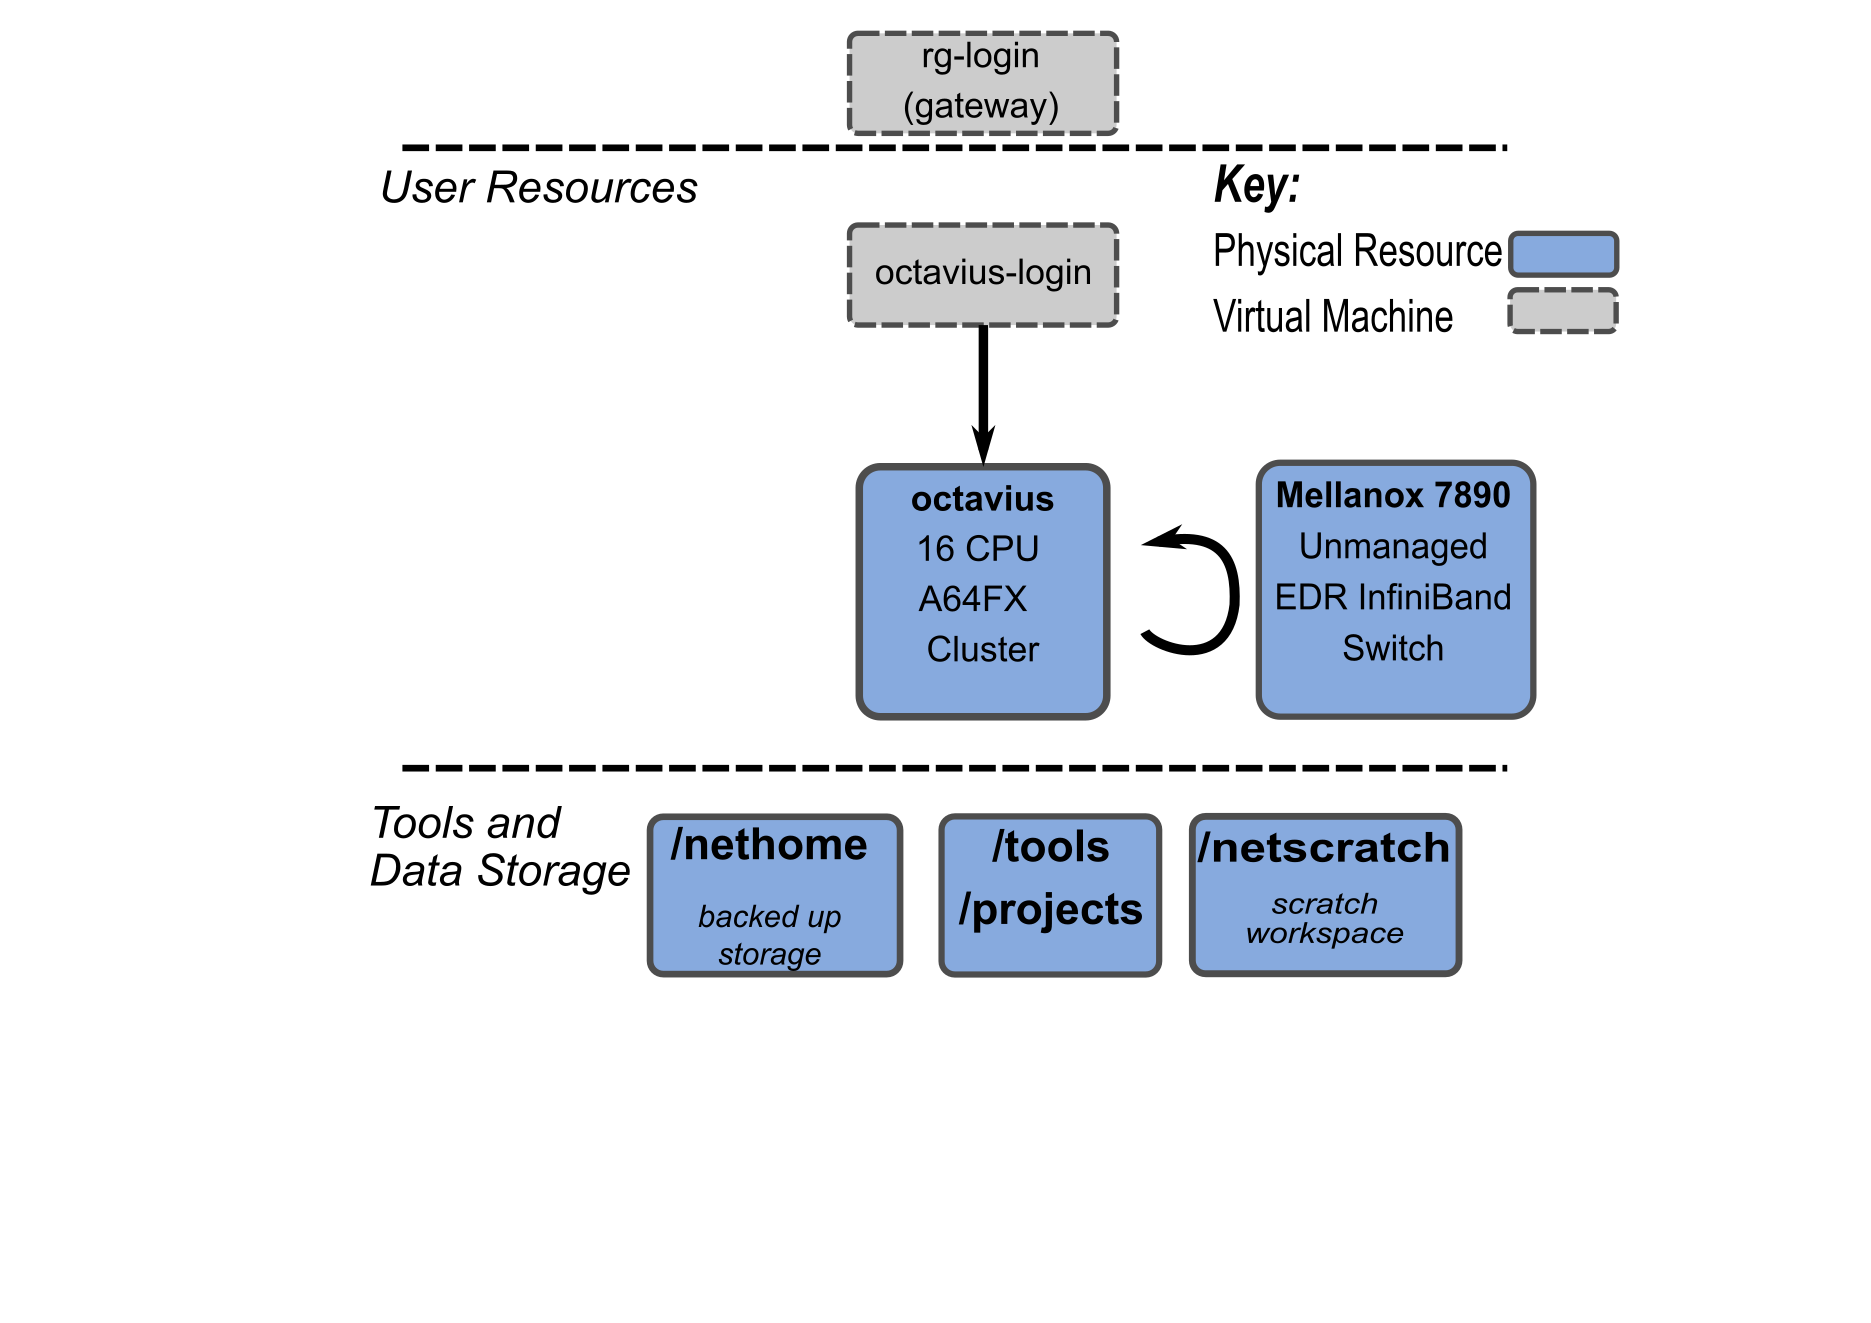 rg-login
(gateway)
User Resources
Key:
Physical Resource
Virtual Machine
octavius-login
octavius
16 CPU
A64FX
Cluster
Mellanox 7890
Unmanaged
EDR InfiniBand
Switch
Tools and
Data Storage
/nethome
backed up
storage
/tools
/projects
/netscratch
scratch
workspace